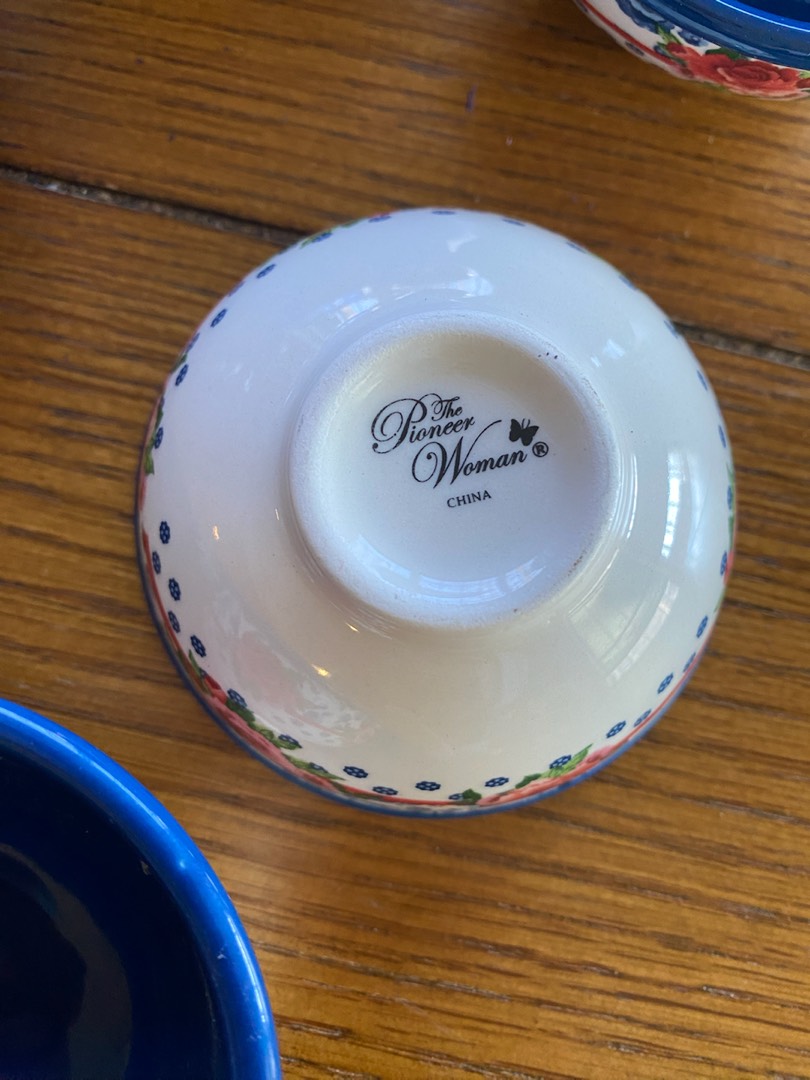 The
Pioneer
Woman®
CHINA